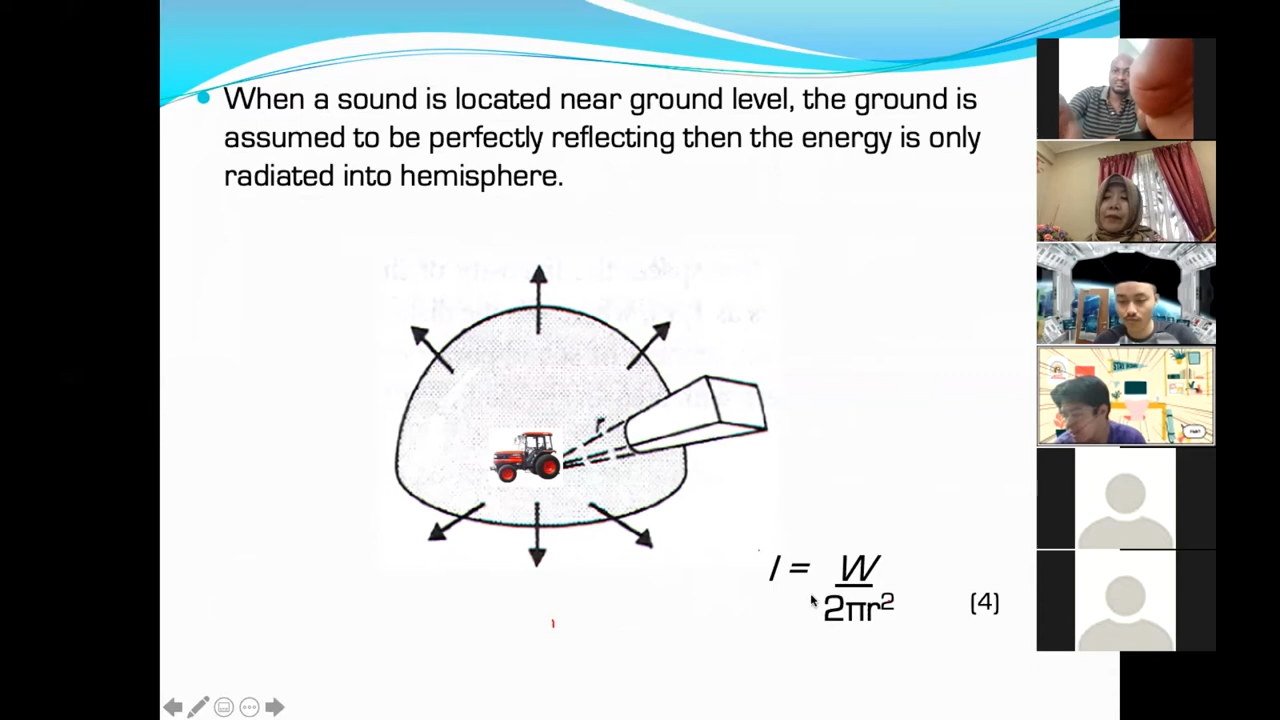 When a sound is located near ground level, the ground is
assumed to be perfectly reflecting then the energy is only
radiated into hemisphere.
r
I = W
2πr²
(4)